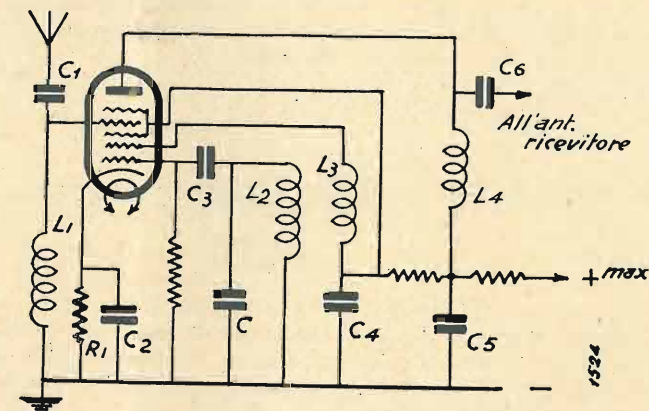 C1
C6
All'ant.
ricevitore
C3
L2
L3
L4
L1
+ max
R1
C2
C
C4
C5
1524